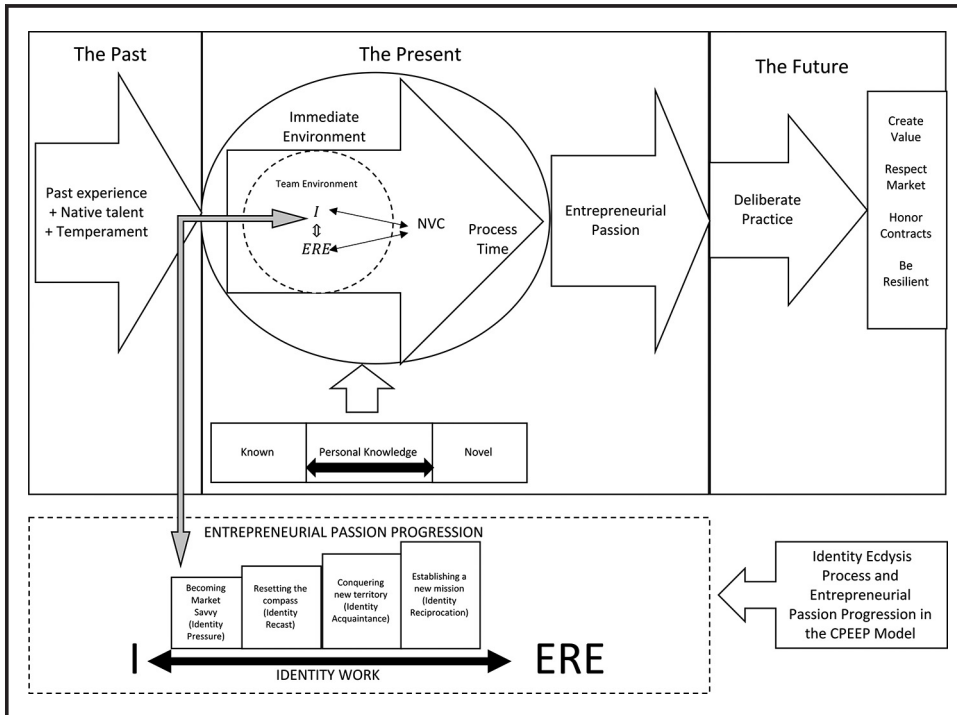 The Past
The Present
The Future
Past experience
+ Native talent
+ Temperament
Immediate
Environment
Team Environment
I
⇕
ERE
NVC
Process
Time
Entrepreneurial
Passion
Deliberate
Practice
Create
Value
Respect
Market
Honor
Contracts
Be
Resilient
Known
Personal Knowledge
Novel
ENTREPRENEURIAL PASSION PROGRESSION
Becoming
Market
Savvy
(Identity
Pressure)
Resetting the
compass
(Identity
Recast)
Conquering
new territory
(Identity
Acquaintance)
Establishing a
new mission
(Identity
Reciprocation)
I
ERE
IDENTITY WORK
Identity Ecdysis
Process and
Entrepreneurial
Passion Progression in
the CPEEP Model